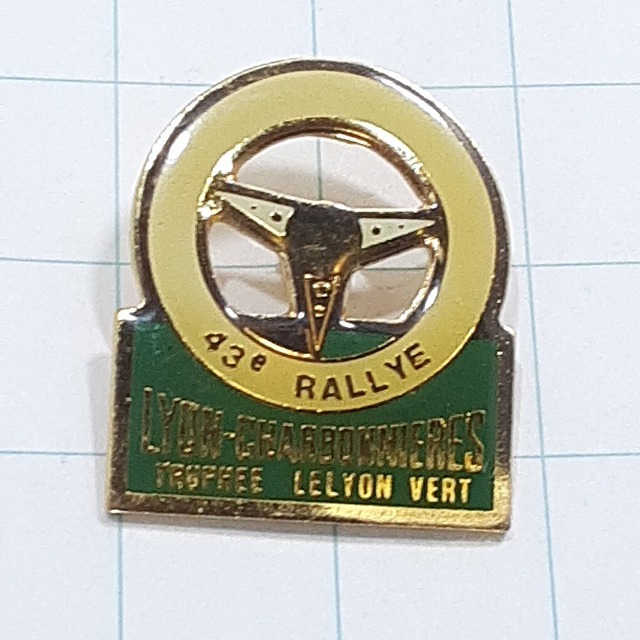 43e RALLYE
LYON-CHARBONNIERES
TROPHEE LELYON VERT